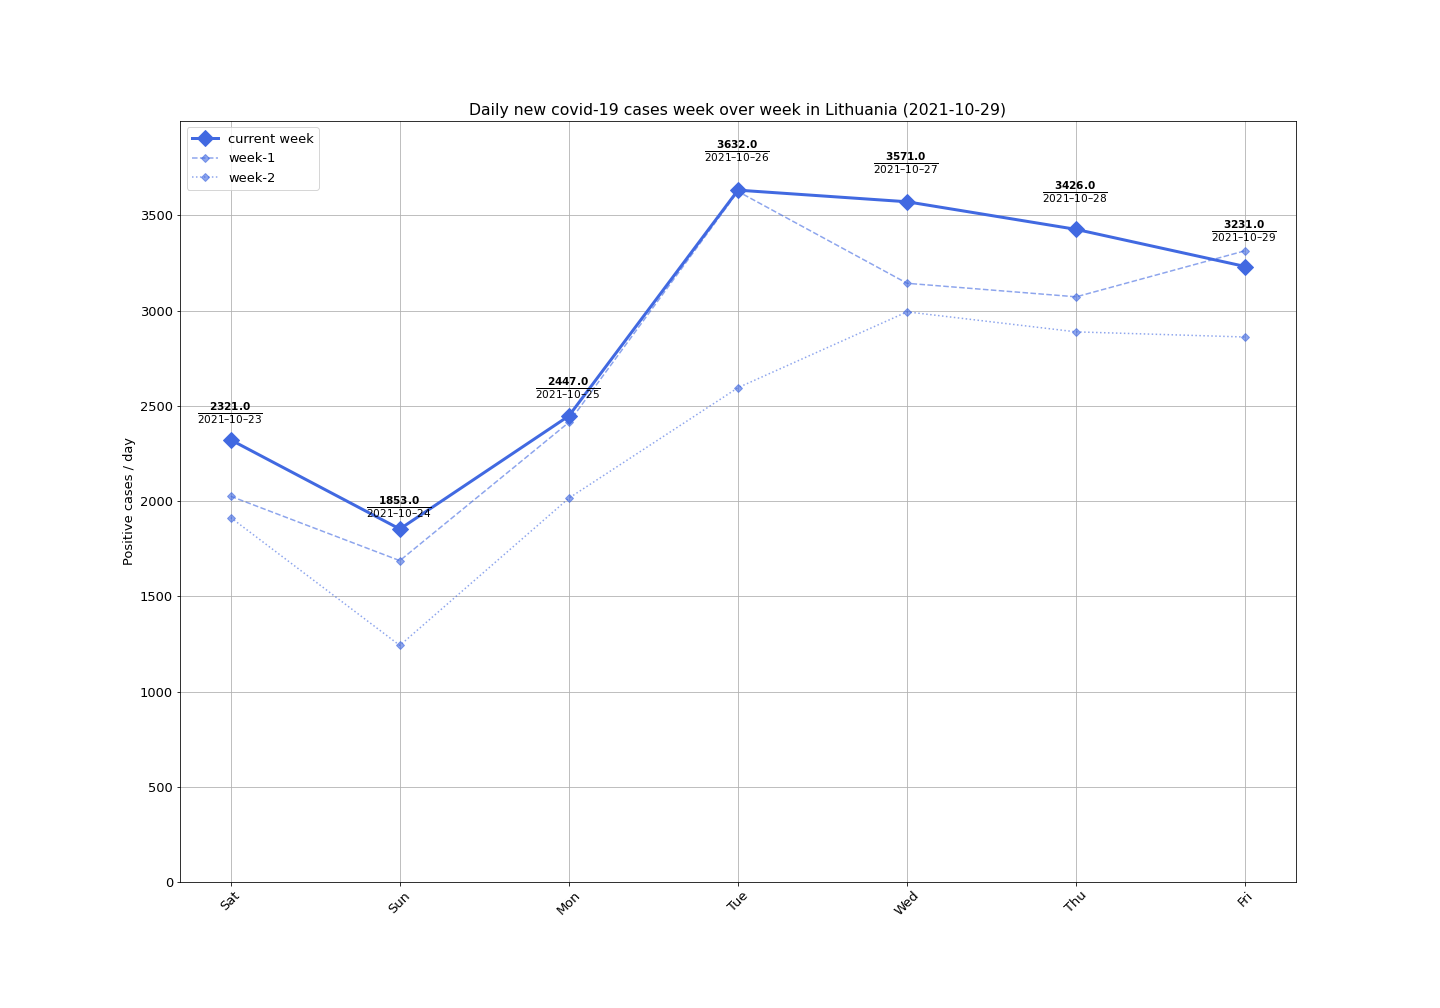 Daily new covid-19 cases week over week in Lithuania (2021-10-29)
current week
week-1
week-2
Positive cases / day
3500
3000
2500
2000
1500
1000
500
0
2321.0
2021–10–23
1853.0
2021–10–24
2447.0
2021–10–25
3632.0
2021–10–26
3571.0
2021–10–27
3426.0
2021–10–28
3231.0
2021–10–29
Sat
Sun
Mon
Tue
Wed
Thu
Fri